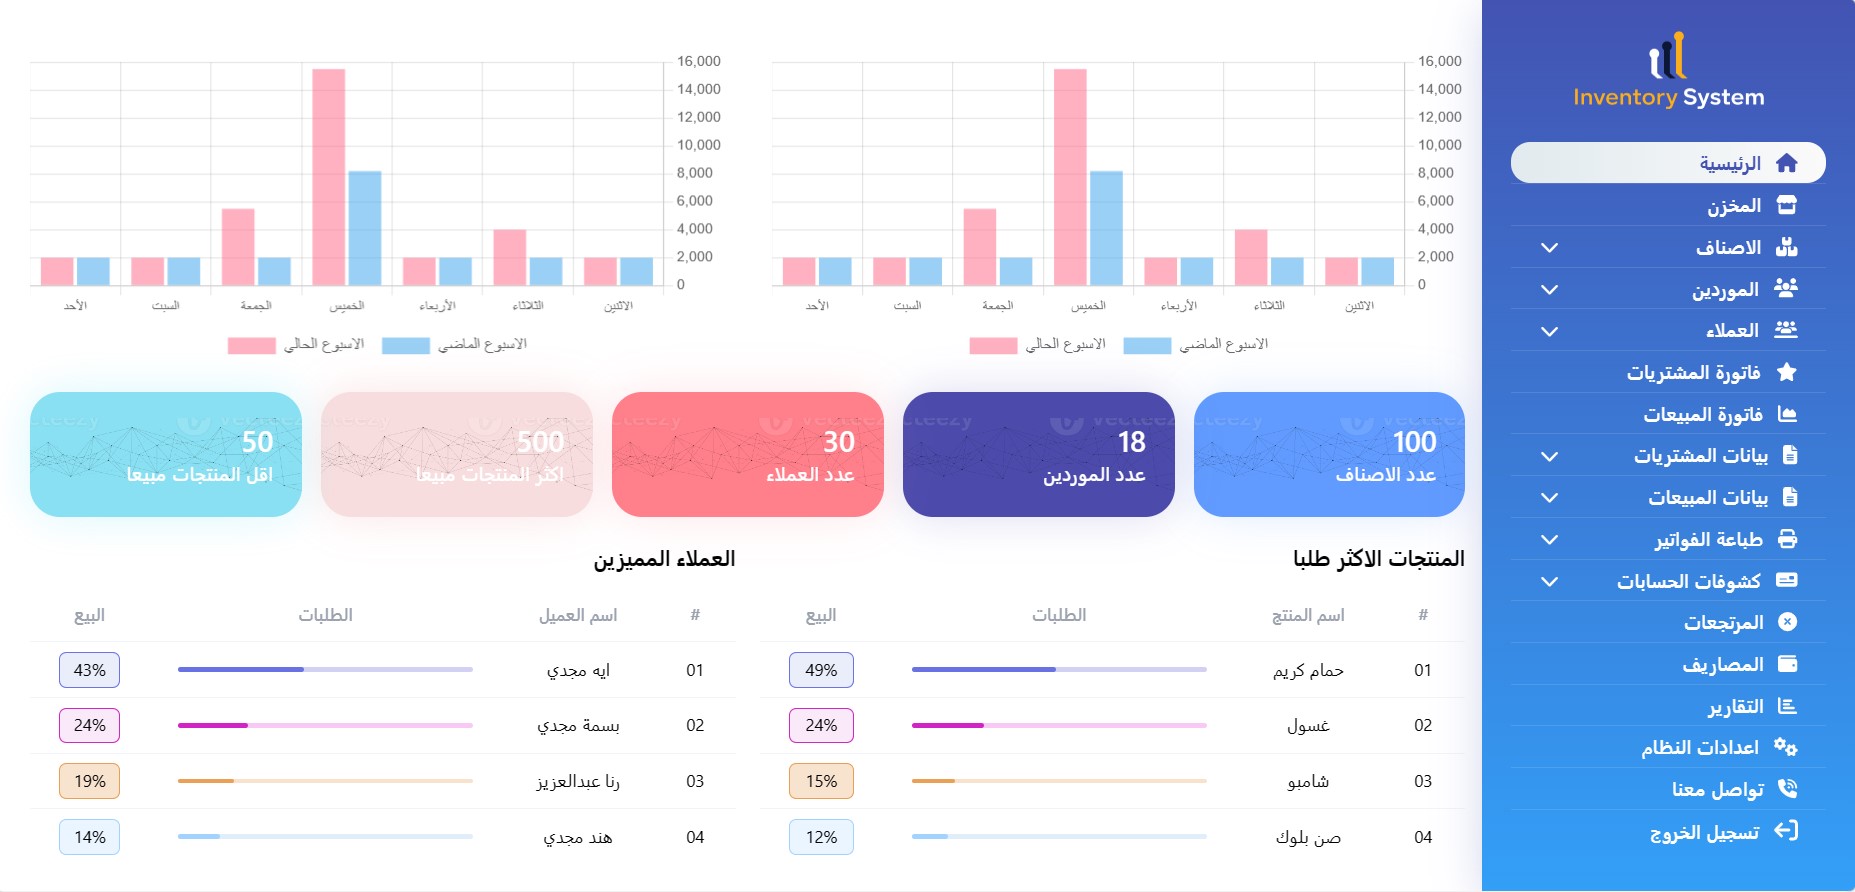 Inventory System
الرئيسية
المخزن
الاصناف
الموردين
العملاء
فاتورة المشتريات
فاتورة المبيعات
بيانات المشتريات
بيانات المبيعات
طباعة الفواتير
كشوفات الحسابات
المرتجعات
المصاريف
التقارير
اعدادات النظام
تواصل معنا
تسجيل الخروج
16,000
14,000
12,000
10,000
8,000
6,000
4,000
2,000
0
الاثنين الثلاثاء الأربعاء الخميس الجمعة السبت الأحد
الاسبوع الماضي الاسبوع الحالي
16,000
14,000
12,000
10,000
8,000
6,000
4,000
2,000
0
الاثنين الثلاثاء الأربعاء الخميس الجمعة السبت الأحد
الاسبوع الماضي الاسبوع الحالي
100
عدد الاصناف
18
عدد الموردين
30
عدد العملاء
500
اكثر المنتجات مبيعا
50
اقل المنتجات مبيعا
المنتجات الاكثر طلبا
# اسم المنتج الطلبات البيع
01 حمام كريم 49%
02 غسول 24%
03 شامبو 15%
04 صن بلوك 12%
العملاء المميزين
# اسم العميل الطلبات البيع
01 ايه مجدي 43%
02 بسمة مجدي 24%
03 رنا عبدالعزيز 19%
04 هند مجدي 14%